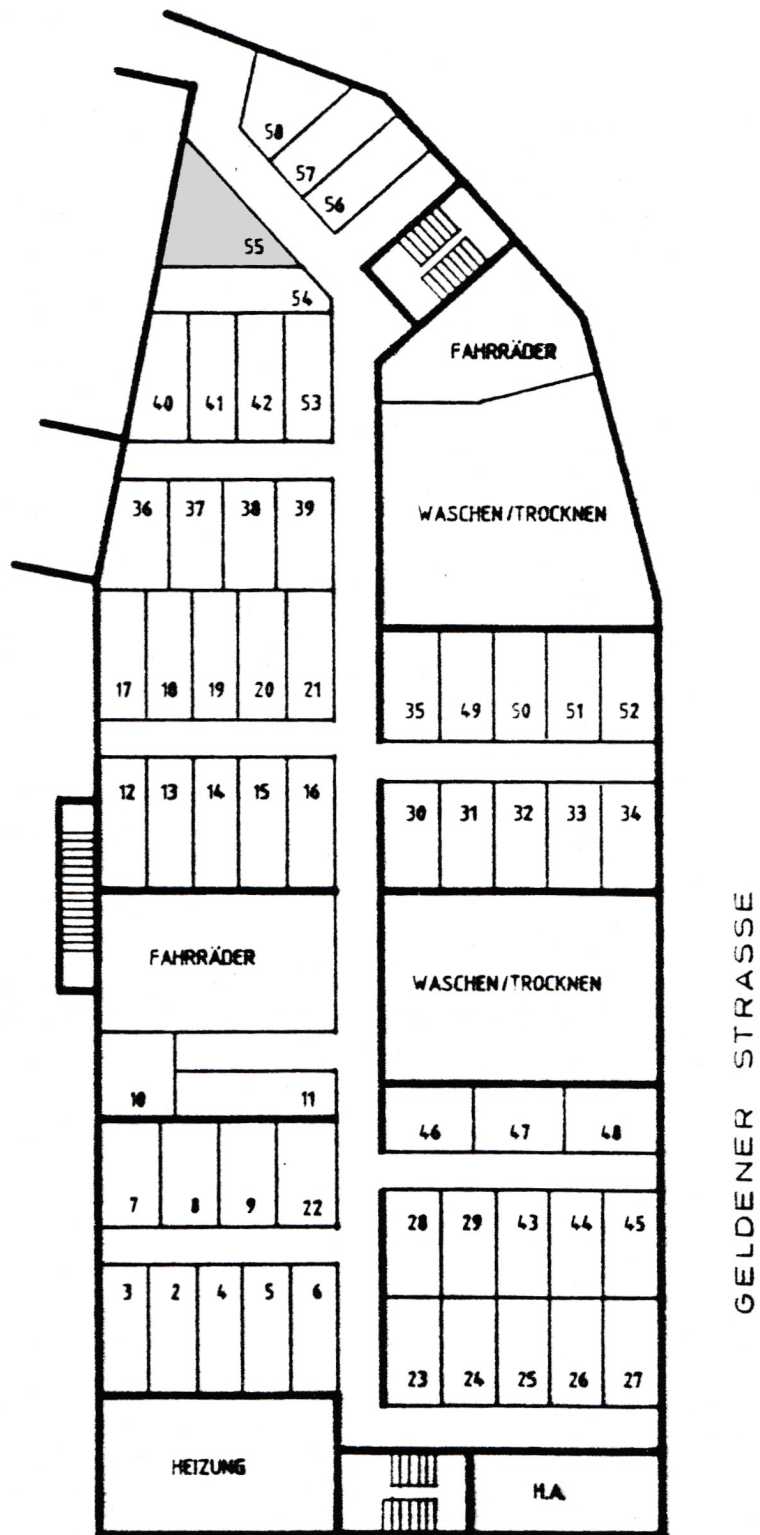 58
57
56
55
54
FAHRRÄDER
40 41 42 53
36 37 38 39
WASCHEN/TROCKNEN
17 18 19 20 21
35 49 50 51 52
12 13 14 15 16
30 31 32 33 34
FAHRRÄDER
WASCHEN/TROCKNEN
10 11
46 47 48
7 8 9 22
28 29 43 44 45
3 2 4 5 6
23 24 25 26 27
HEIZUNG
H.A.
GELDENER STRASSE